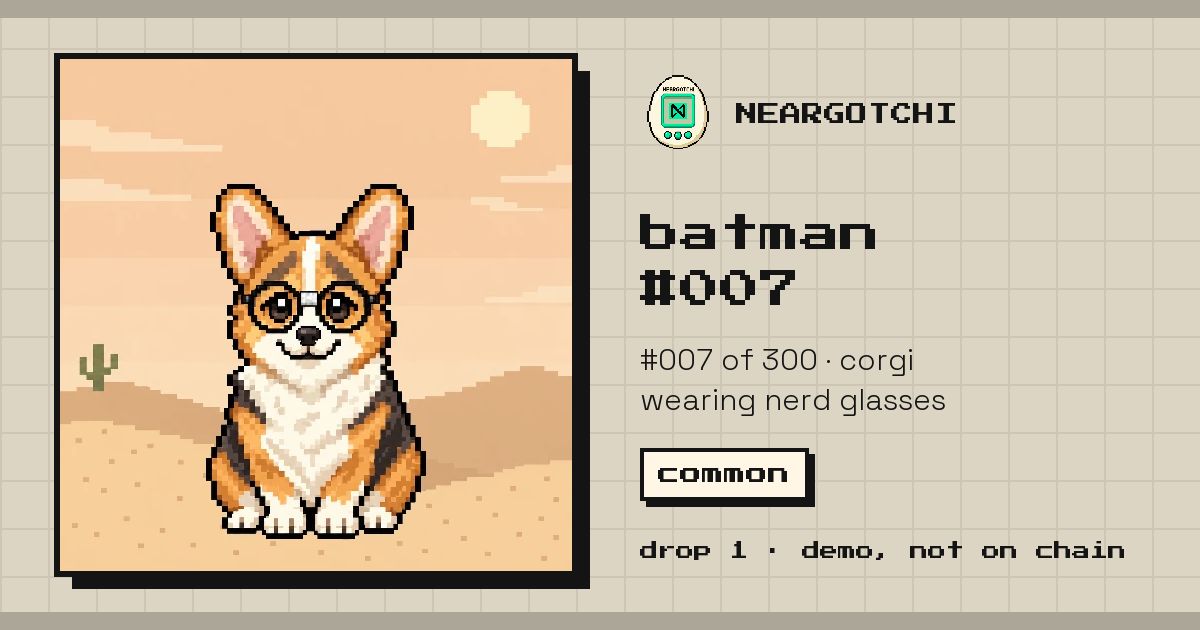 NEARGOTCHI
NEARGOTCHI
batman
#007
#007 of 300 · corgi
wearing nerd glasses
common
drop 1 · demo, not on chain